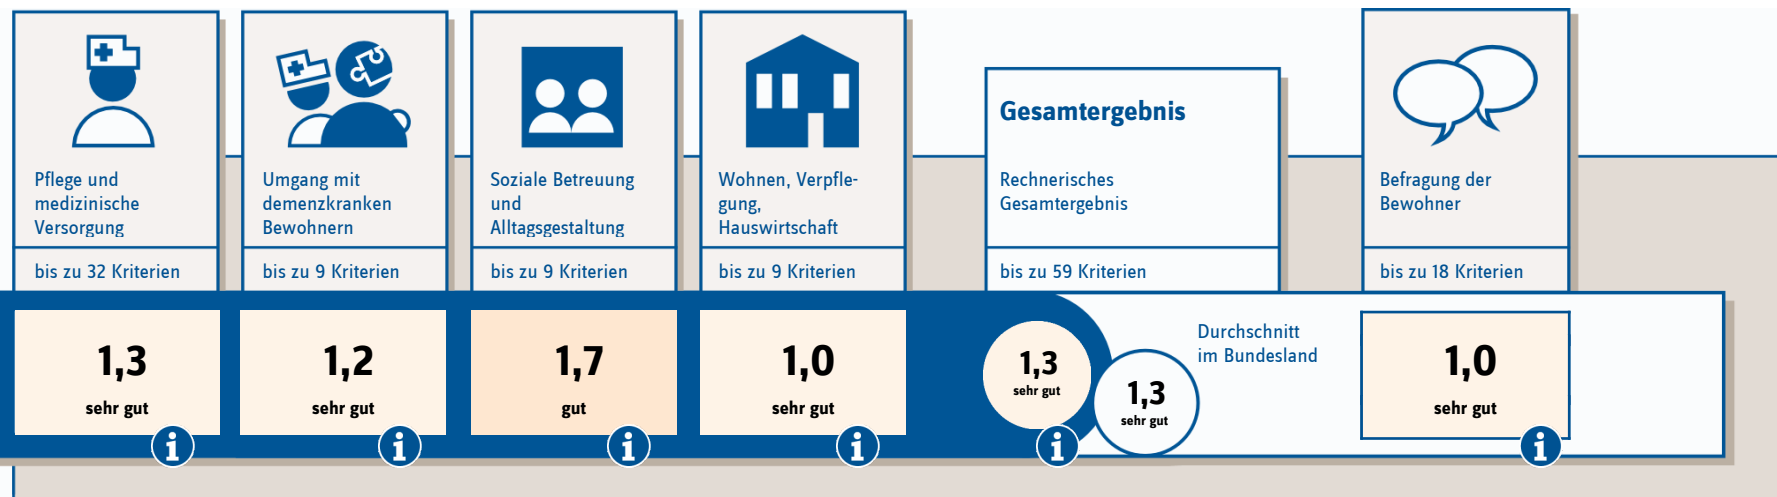 Pflege und
medizinische
Versorgung
bis zu 32 Kriterien
1,3
sehr gut
i
Umgang mit
demenzkranken
Bewohnern
bis zu 9 Kriterien
1,2
sehr gut
i
Soziale Betreuung
und
Alltagsgestaltung
bis zu 9 Kriterien
1,7
gut
i
Wohnen, Verpfle-
gung,
Hauswirtschaft
bis zu 9 Kriterien
1,0
sehr gut
i
Gesamtergebnis
Rechnerisches
Gesamtergebnis
bis zu 59 Kriterien
1,3
sehr gut
i
Durchschnitt
im Bundesland
1,3
sehr gut
Befragung der
Bewohner
bis zu 18 Kriterien
1,0
sehr gut
i